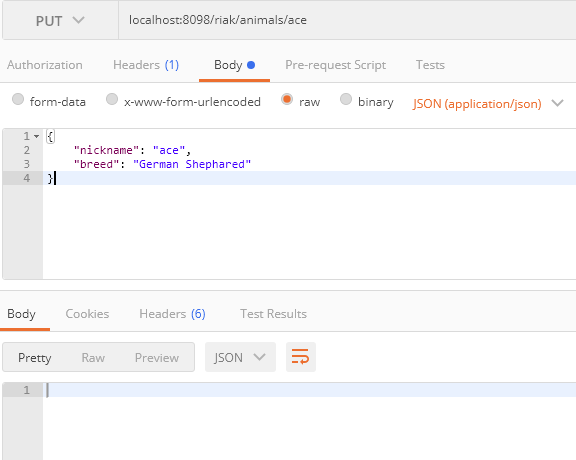 PUT localhost:8098/riak/animals/ace
Authorization Headers (1) Body Pre-request Script Tests
form-data x-www-form-urlencoded raw binary JSON (application/json)
1 {
2 "nickname": "ace",
3 "breed": "German Shephared"
4 }
Body Cookies Headers (6) Test Results
Pretty Raw Preview JSON
1